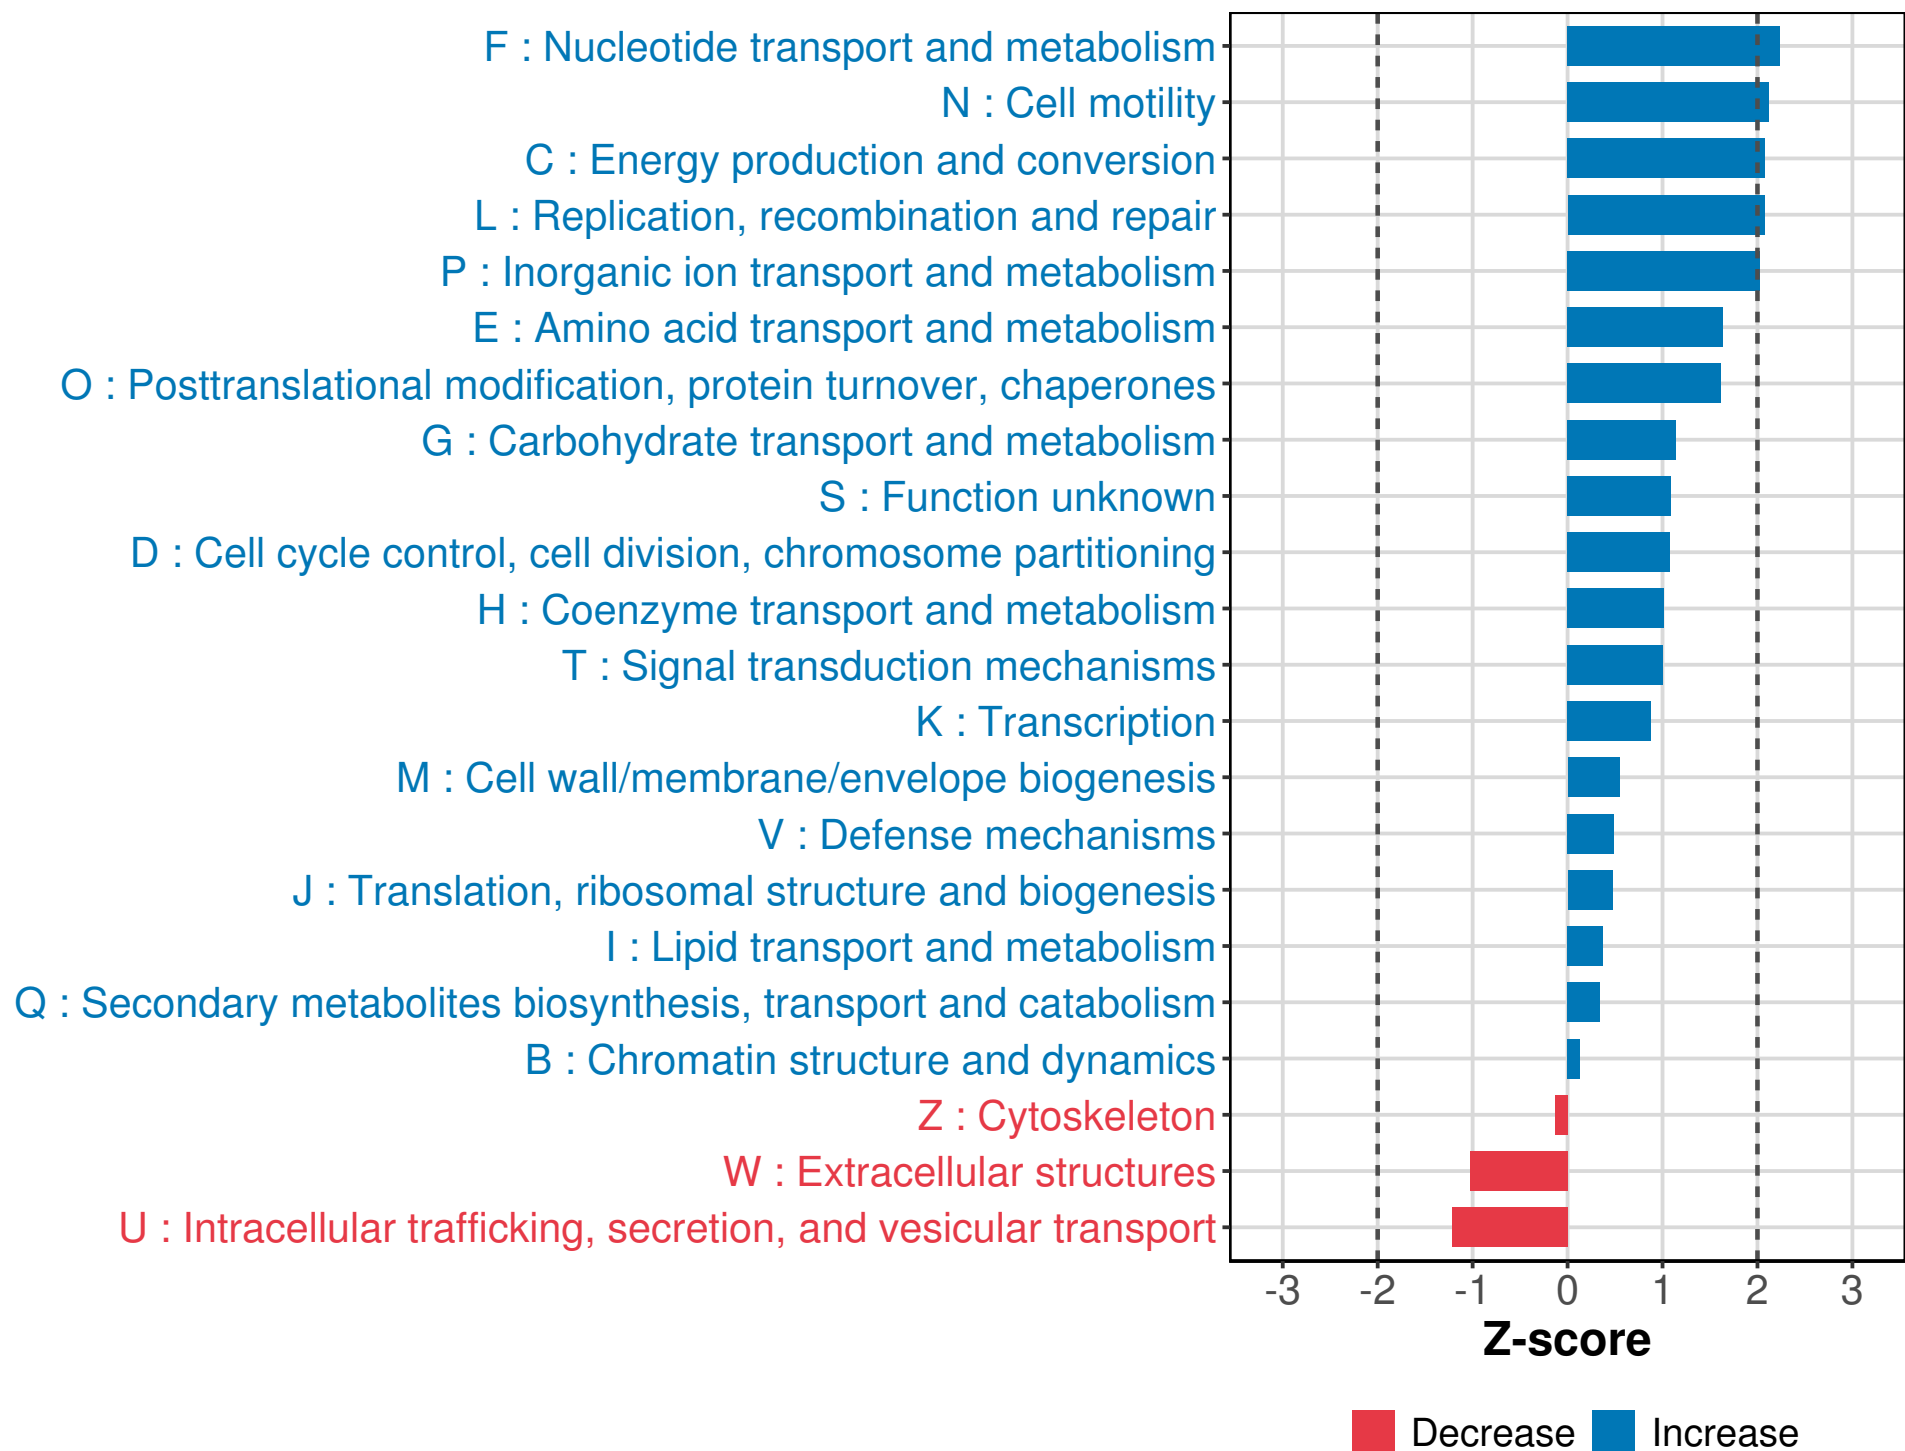 F : Nucleotide transport and metabolism
N : Cell motility
C : Energy production and conversion
L : Replication, recombination and repair
P : Inorganic ion transport and metabolism
E : Amino acid transport and metabolism
O : Posttranslational modification, protein turnover, chaperones
G : Carbohydrate transport and metabolism
S : Function unknown
D : Cell cycle control, cell division, chromosome partitioning
H : Coenzyme transport and metabolism
T : Signal transduction mechanisms
K : Transcription
M : Cell wall/membrane/envelope biogenesis
V : Defense mechanisms
J : Translation, ribosomal structure and biogenesis
I : Lipid transport and metabolism
Q : Secondary metabolites biosynthesis, transport and catabolism
B : Chromatin structure and dynamics
Z : Cytoskeleton
W : Extracellular structures
U : Intracellular trafficking, secretion, and vesicular transport
-3 -2 -1 0 1 2 3
Z-score
Decrease Increase